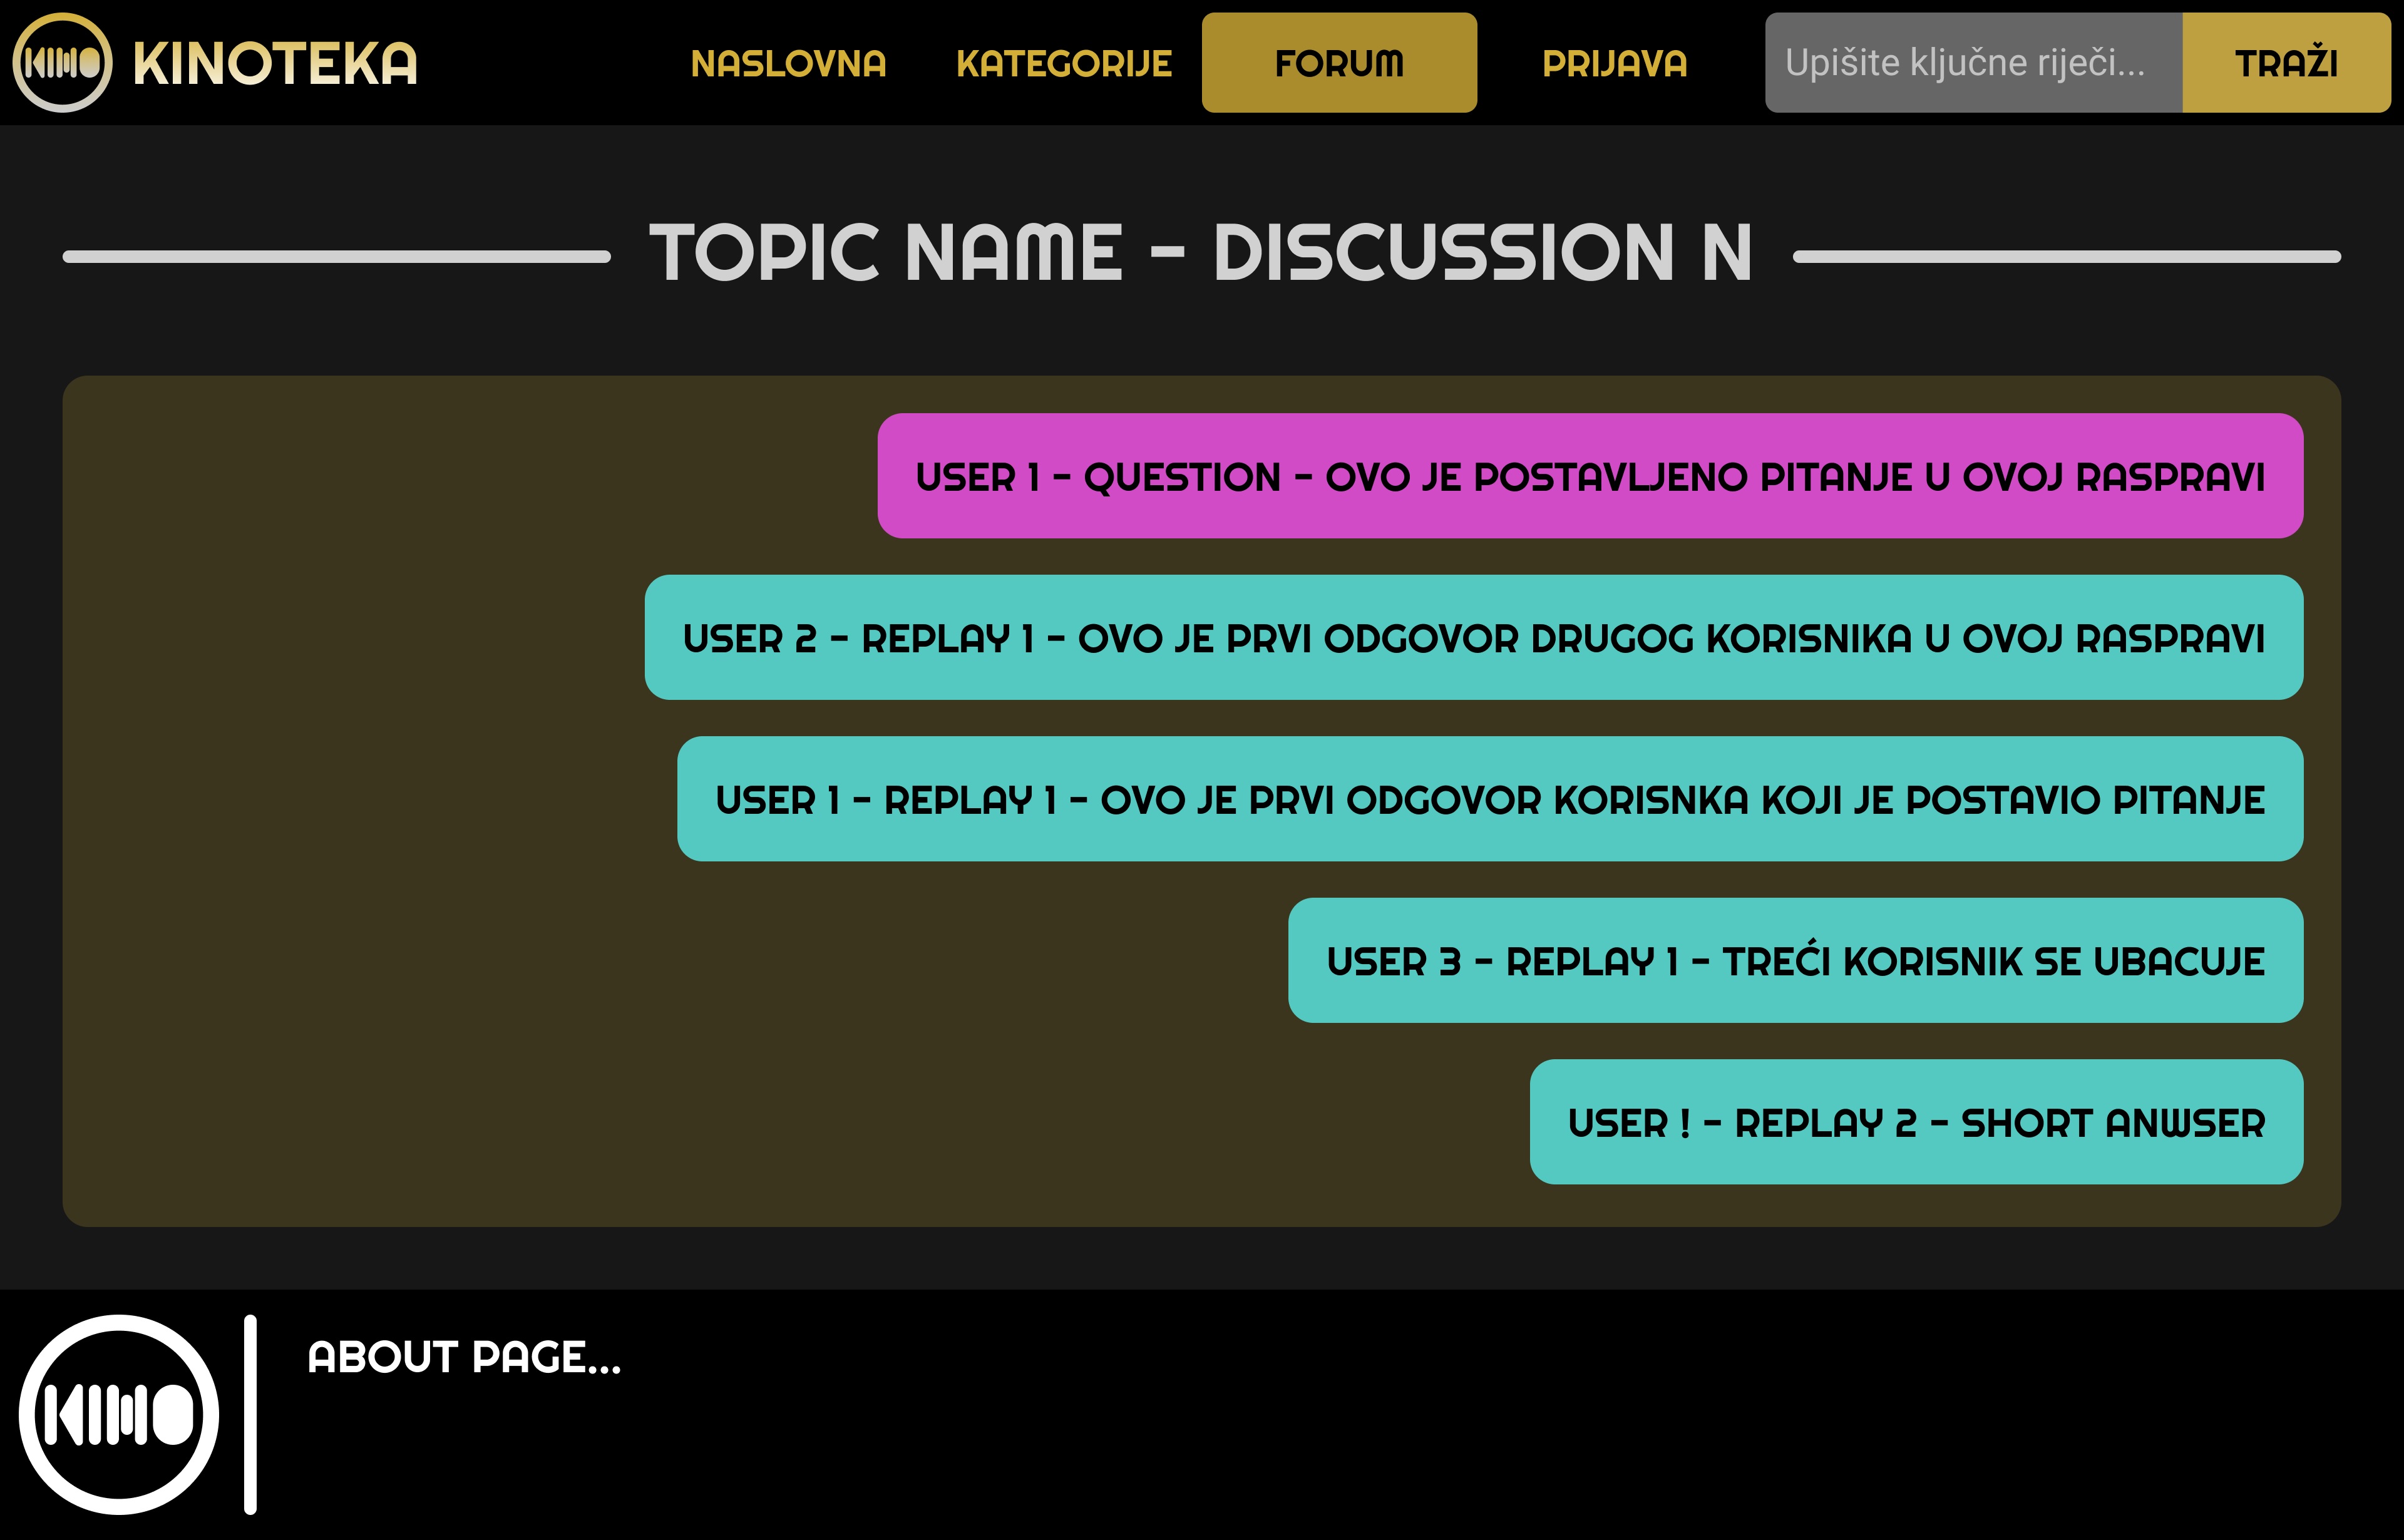 KINO KINOTEKA NASLOVNA KATEGORIJE FORUM PRIJAVA Upišite ključne riječi... TRAŽI
TOPIC NAME - DISCUSSION N
USER 1 - QUESTION - OVO JE POSTAVLJENO PITANJE U OVOJ RASPRAVI
USER 2 - REPLAY 1 - OVO JE PRVI ODGOVOR DRUGOG KORISNIKA U OVOJ RASPRAVI
USER 1 - REPLAY 1 - OVO JE PRVI ODGOVOR KORISNKA KOJI JE POSTAVIO PITANJE
USER 3 - REPLAY 1 - TREĆI KORISNIK SE UBACUJE
USER ! - REPLAY 2 - SHORT ANWSER
KINO ABOUT PAGE...